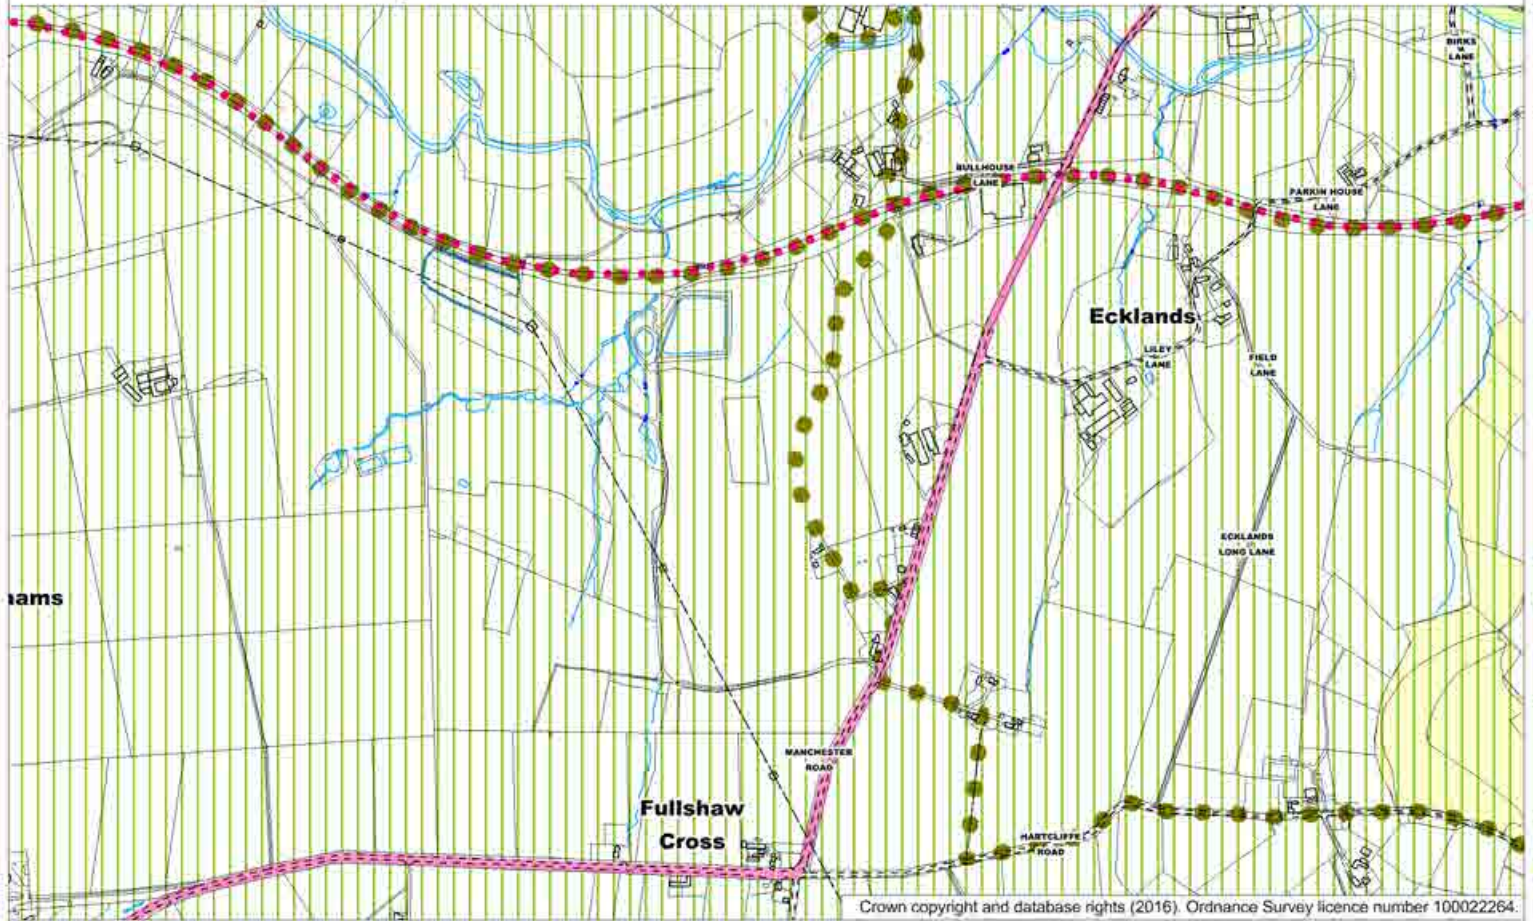 BIRKS
LANE
BULLHOUSE
LANE
PARKIN HOUSE
LANE
Ecklands
LILEY
LANE
FIELD
LANE
ECKLANDS
LONG LANE
MANCHESTER
ROAD
Fullshaw
Cross
HARTCLIFFE
ROAD
Crown copyright and database rights (2016). Ordnance Survey licence number 100022264.